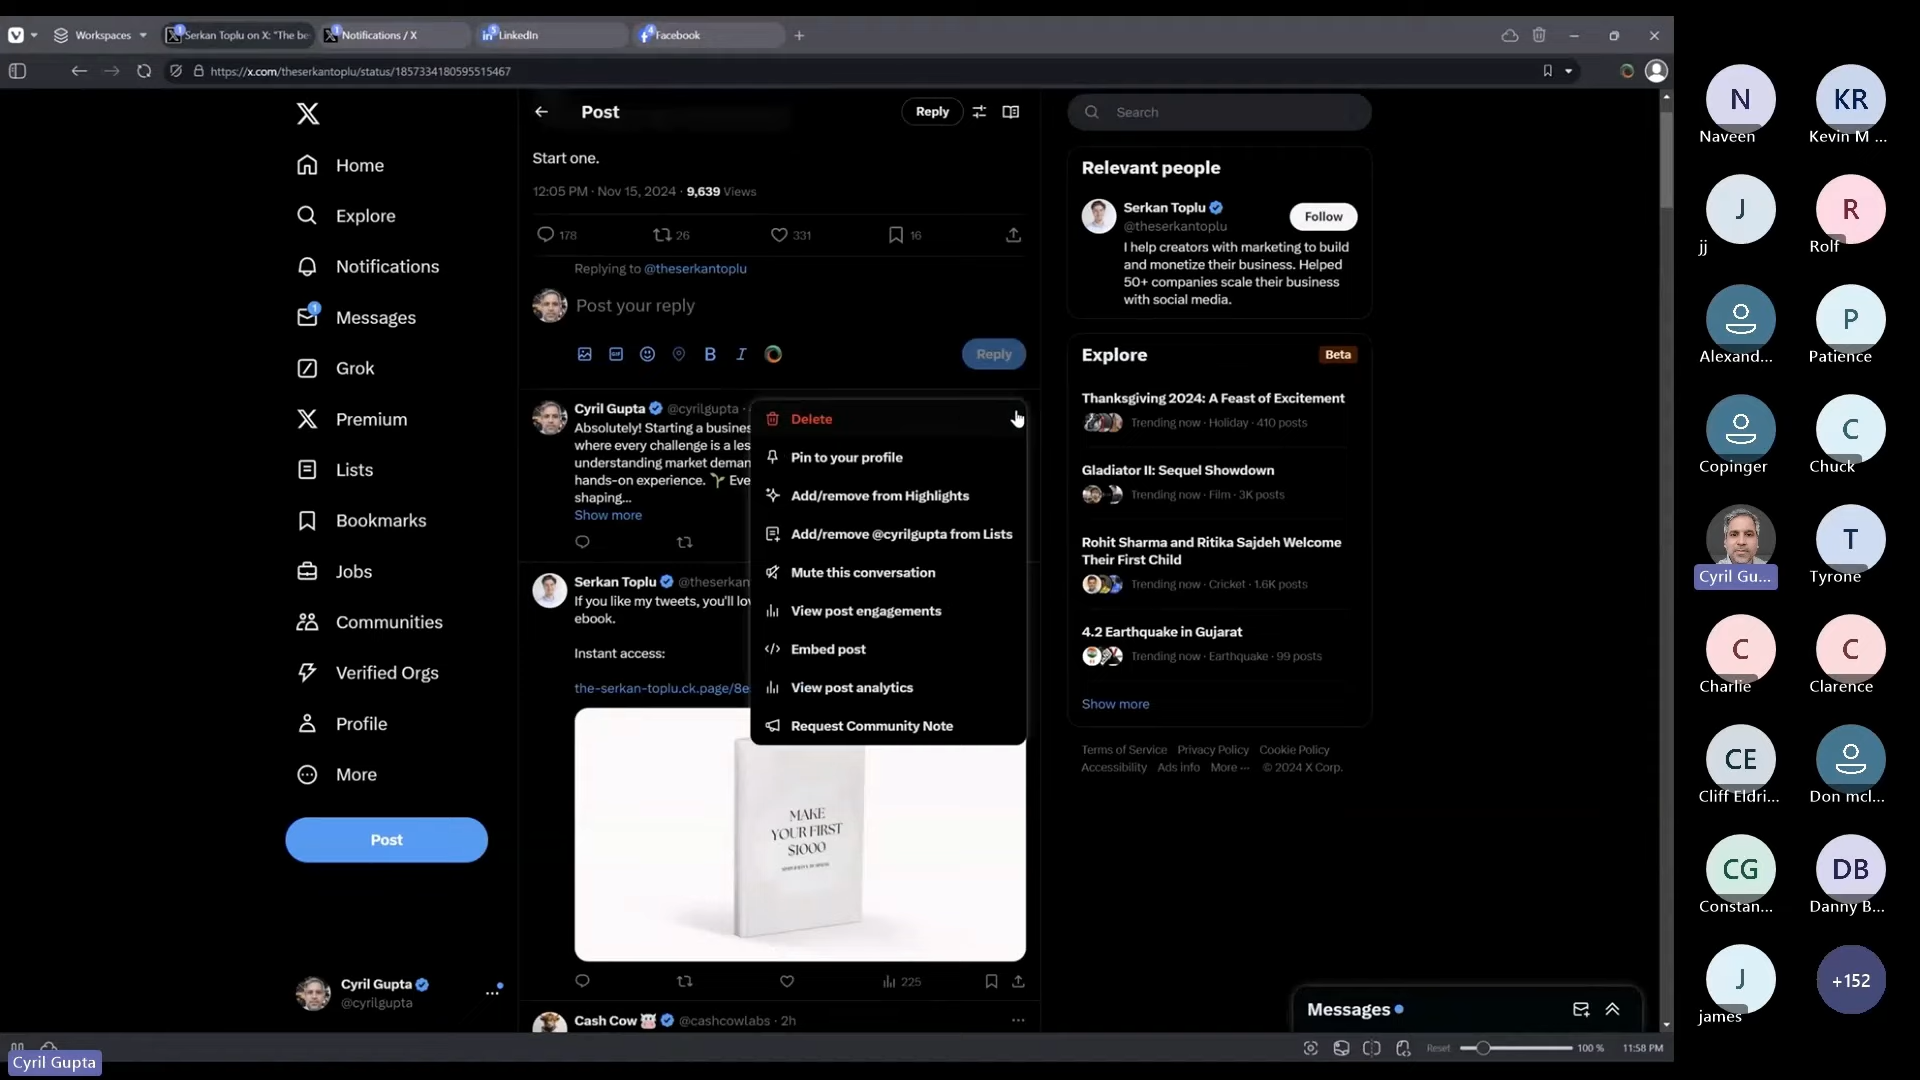 Workspaces
Serkan Toplu on X: "The be
Notifications / X
LinkedIn
Facebook
https://x.com/theserkantoplu/status/1857334180595515467
Home
Explore
Notifications
Messages
Grok
Premium
Lists
Bookmarks
Jobs
Communities
Verified Orgs
Profile
More
Post
Cyril Gupta
@cyrilgupta
Post
Reply
Start one.
12:05 PM · Nov 15, 2024 · 9,639 Views
178
26
331
16
Replying to @theserkantoplu
Post your reply
Reply
Cyril Gupta @cyrilgupta ·
Absolutely! Starting a busines
where every challenge is a les
understanding market deman
hands-on experience. 🌱 Eve
shaping...
Show more
Delete
Pin to your profile
Add/remove from Highlights
Add/remove @cyrilgupta from Lists
Mute this conversation
View post engagements
Embed post
View post analytics
Request Community Note
Serkan Toplu @theserkan
If you like my tweets, you'll lo
ebook.
Instant access:
the-serkan-toplu.ck.page/8e
MAKE
YOUR FIRST
$1000
225
Cash Cow @cashcowlabs · 2h
Search
Relevant people
Serkan Toplu
@theserkantoplu
Follow
I help creators with marketing to build
and monetize their business. Helped
50+ companies scale their business
with social media.
Explore
Beta
Thanksgiving 2024: A Feast of Excitement
Trending now · Holiday · 410 posts
Gladiator II: Sequel Showdown
Trending now · Film · 3K posts
Rohit Sharma and Ritika Sajdeh Welcome
Their First Child
Trending now · Cricket · 1.6K posts
4.2 Earthquake in Gujarat
Trending now · Earthquake · 99 posts
Show more
Terms of Service Privacy Policy Cookie Policy
Accessibility Ads info More ··· © 2024 X Corp.
Messages
Reset
100 %
11:58 PM
Cyril Gupta
N
Naveen
KR
Kevin M ...
J
jj
R
Rolf
Alexand...
P
Patience
Copinger
C
Chuck
Cyril Gu...
T
Tyrone
C
Charlie
C
Clarence
CE
Cliff Eldri...
Don mcl...
CG
Constan...
DB
Danny B...
J
james
+152